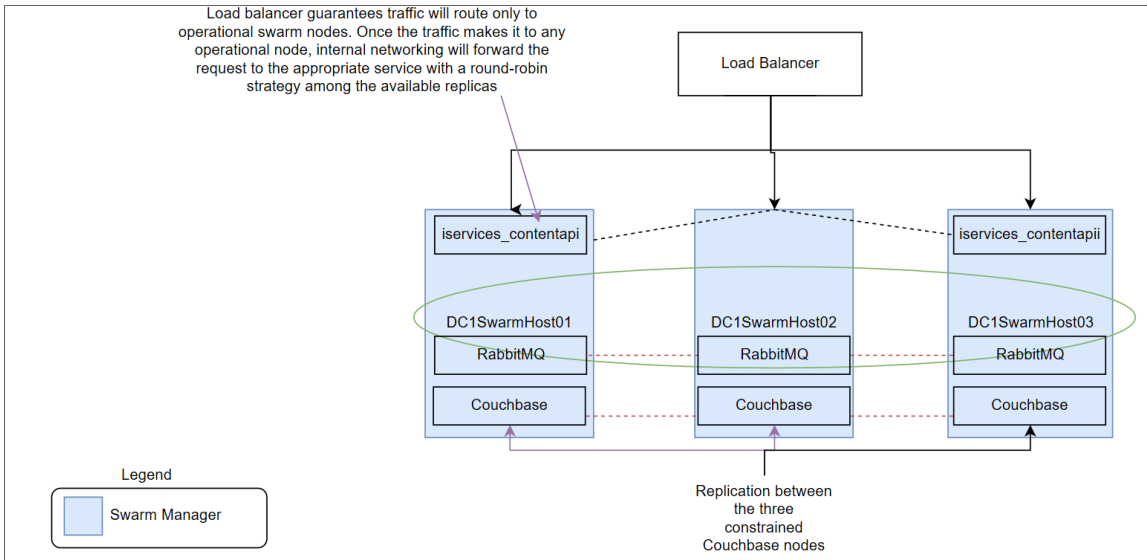 Load balancer guarantees traffic will route only to
operational swarm nodes. Once the traffic makes it to any
operational node, internal networking will forward the
request to the appropriate service with a round-robin
strategy among the available replicas
Load Balancer
iservices_contentapi
iservices_contentapii
DC1SwarmHost01
DC1SwarmHost02
DC1SwarmHost03
RabbitMQ
RabbitMQ
RabbitMQ
Couchbase
Couchbase
Couchbase
Legend
Swarm Manager
Replication between
the three
constrained
Couchbase nodes